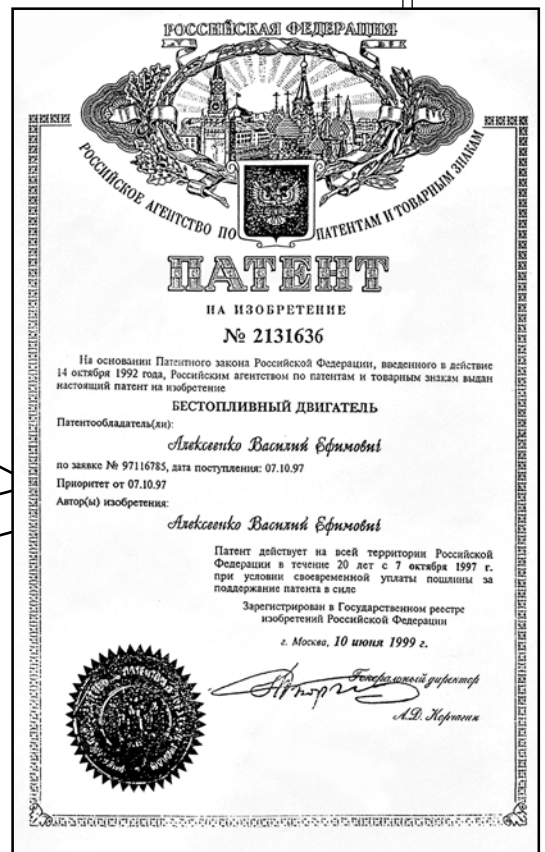 РОССИЙСКАЯ ФЕДЕРАЦИЯ
РОССИЙСКОЕ АГЕНТСТВО ПО ПАТЕНТАМ И ТОВАРНЫМ ЗНАКАМ
ПАТЕНТ
НА ИЗОБРЕТЕНИЕ
№ 2131636
На основании Патентного закона Российской Федерации, введенного в действие
14 октября 1992 года, Российским агентством по патентам и товарным знакам выдан
настоящий патент на изобретение
БЕСТОПЛИВНЫЙ ДВИГАТЕЛЬ
Патентообладатель(ли):
Алексеенко Василий Ефимович
по заявке № 97116785, дата поступления: 07.10.97
Приоритет от 07.10.97
Автор(ы) изобретения:
Алексеенко Василий Ефимович
Патент действует на всей территории Российской
Федерации в течение 20 лет с 7 октября 1997 г.
при условии своевременной уплаты пошлины за
поддержание патента в силе
Зарегистрирован в Государственном реестре
изобретений Российской Федерации
г. Москва, 10 июня 1999 г.
Генеральный директор
А.Д. Корчагин